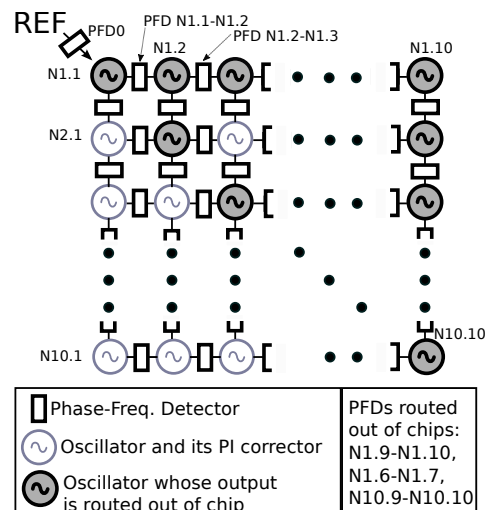 REF
PFD0
PFD N1.1-N1.2
PFD N1.2-N1.3
N1.1
N1.2
N1.10
N2.1
N10.1
N10.10
Phase-Freq. Detector
Oscillator and its PI corrector
Oscillator whose output
is routed out of chip
PFDs routed
out of chips:
N1.9-N1.10,
N1.6-N1.7,
N10.9-N10.10